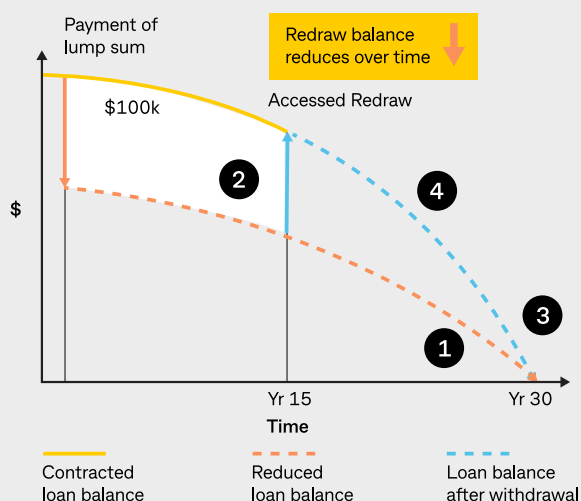 Payment of
lump sum
Redraw balance
reduces over time
Accessed Redraw
$100k
$
2
4
3
1
Yr 15
Yr 30
Time
Contracted
loan balance
Reduced
loan balance
Loan balance
after withdrawal